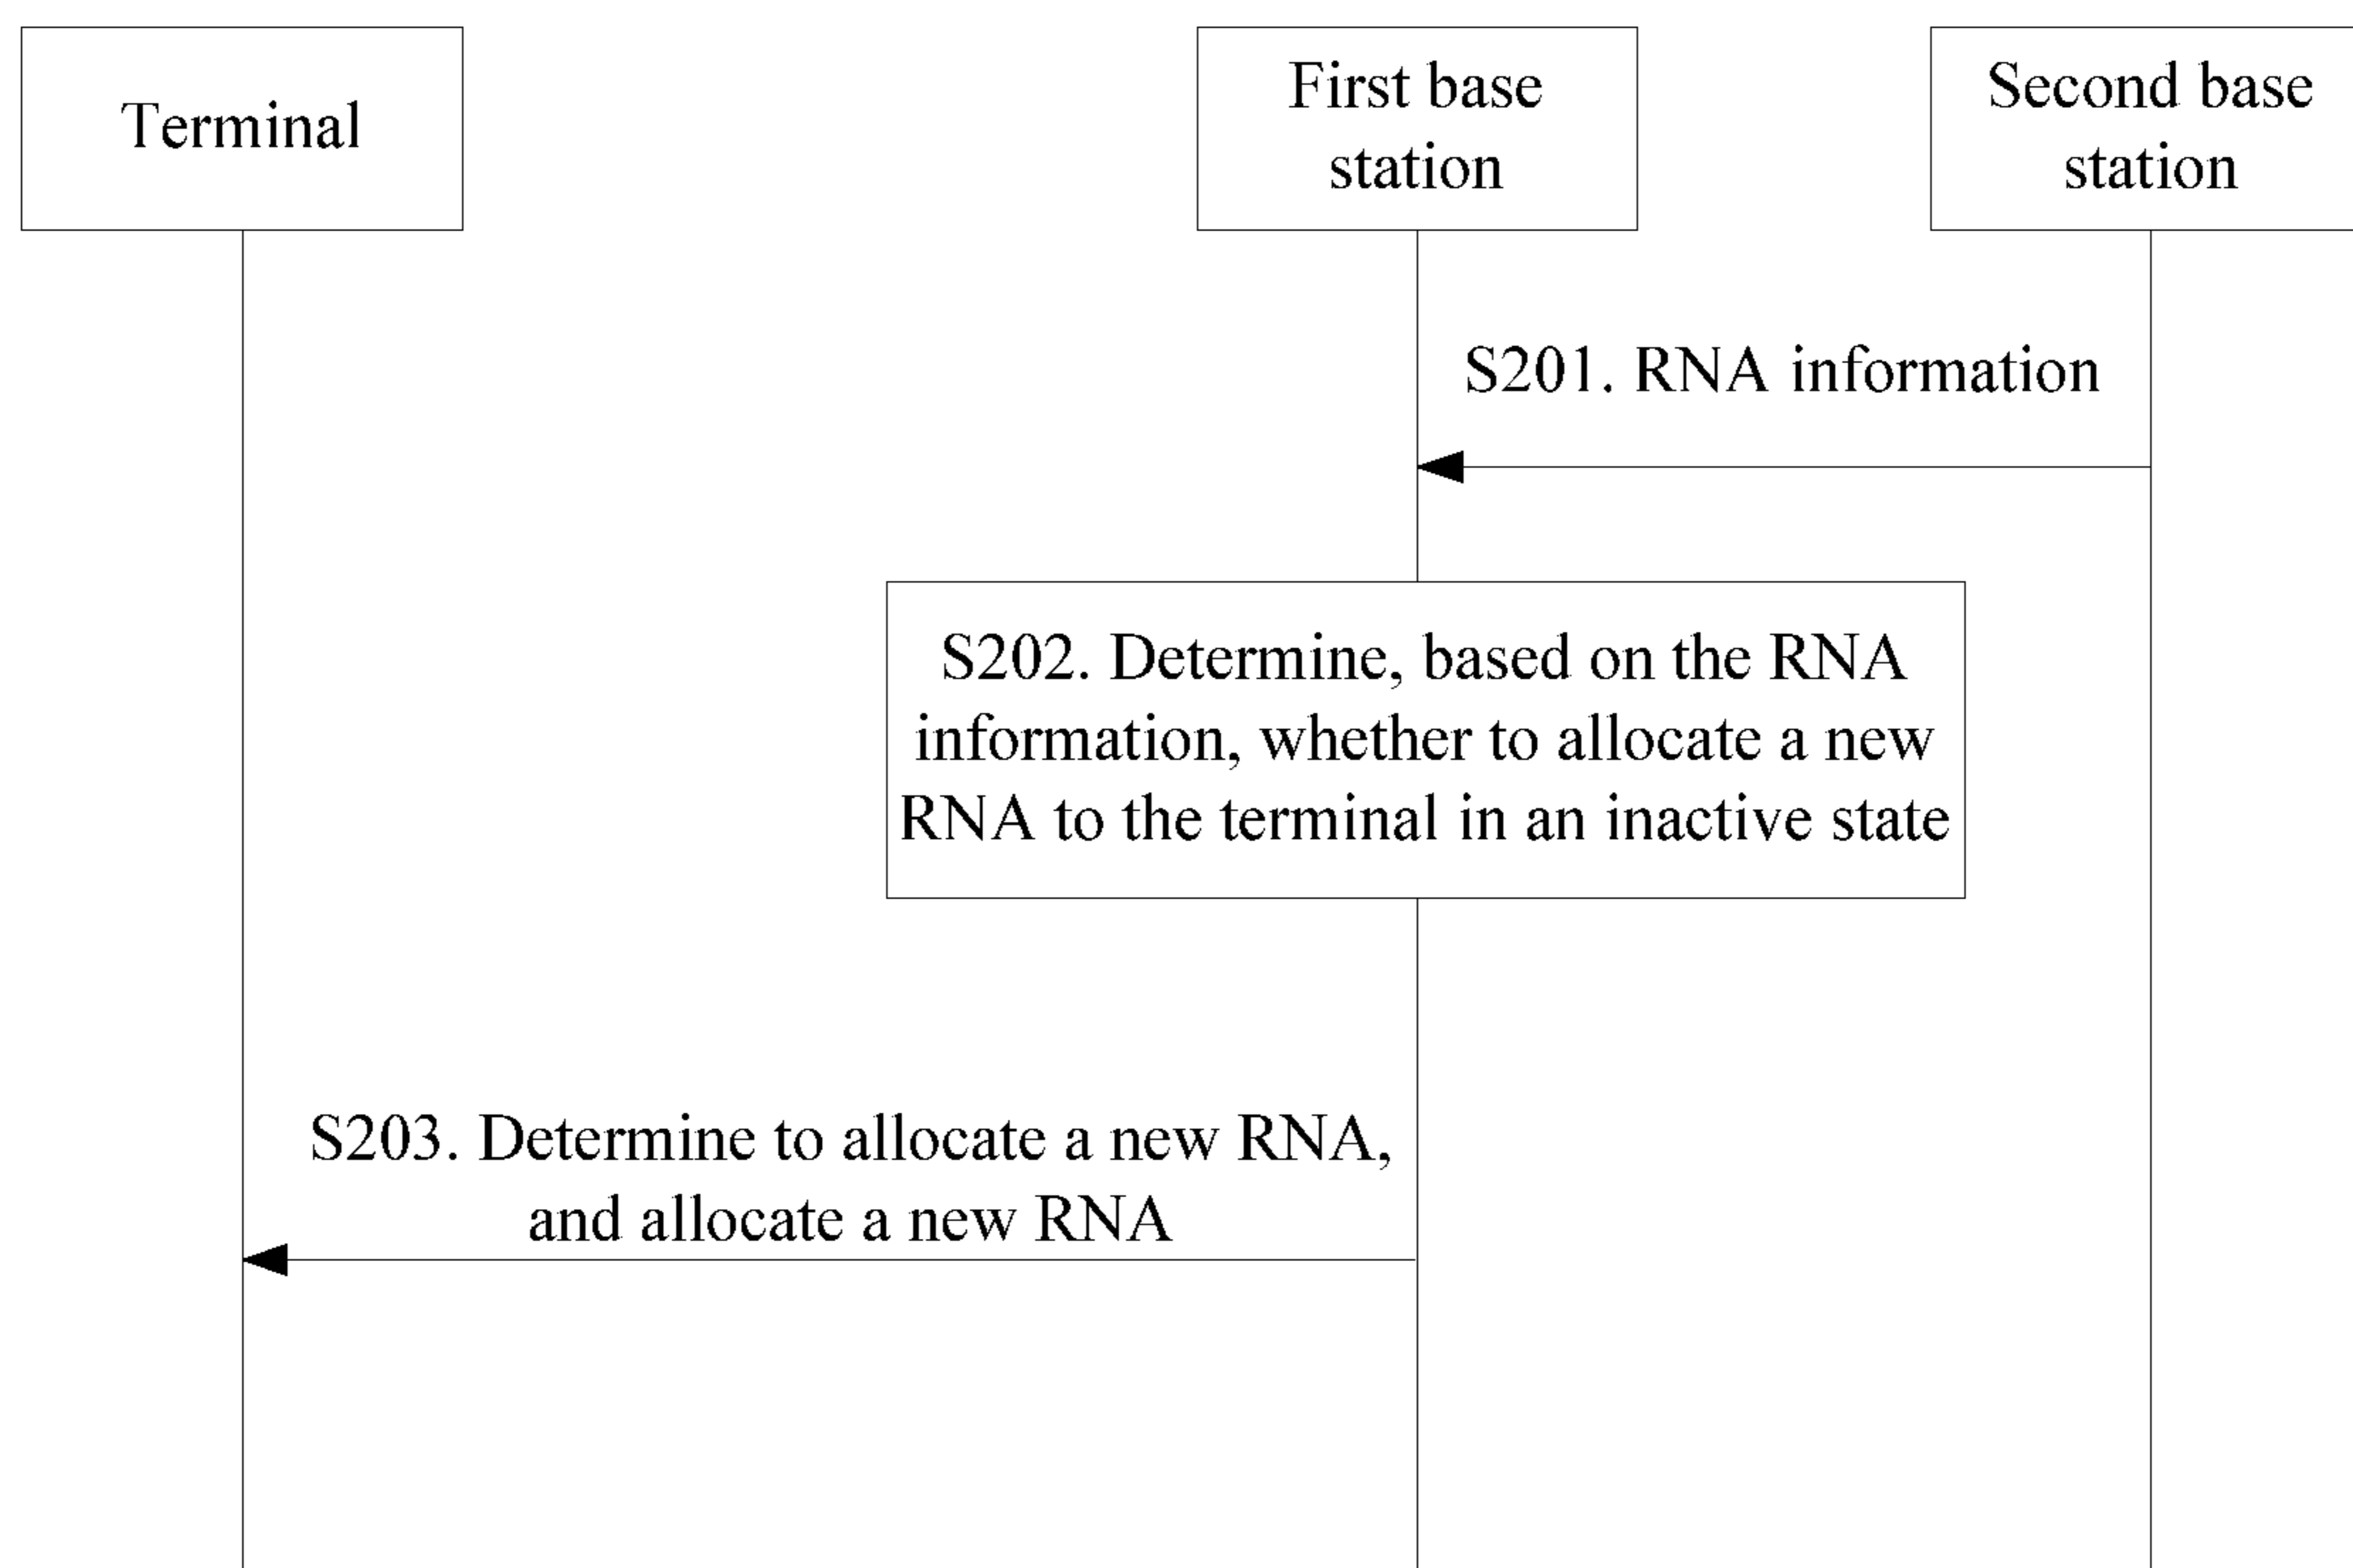 Terminal
First base
station
Second base
station
S201. RNA information
S202. Determine, based on the RNA
information, whether to allocate a new
RNA to the terminal in an inactive state
S203. Determine to allocate a new RNA,
and allocate a new RNA